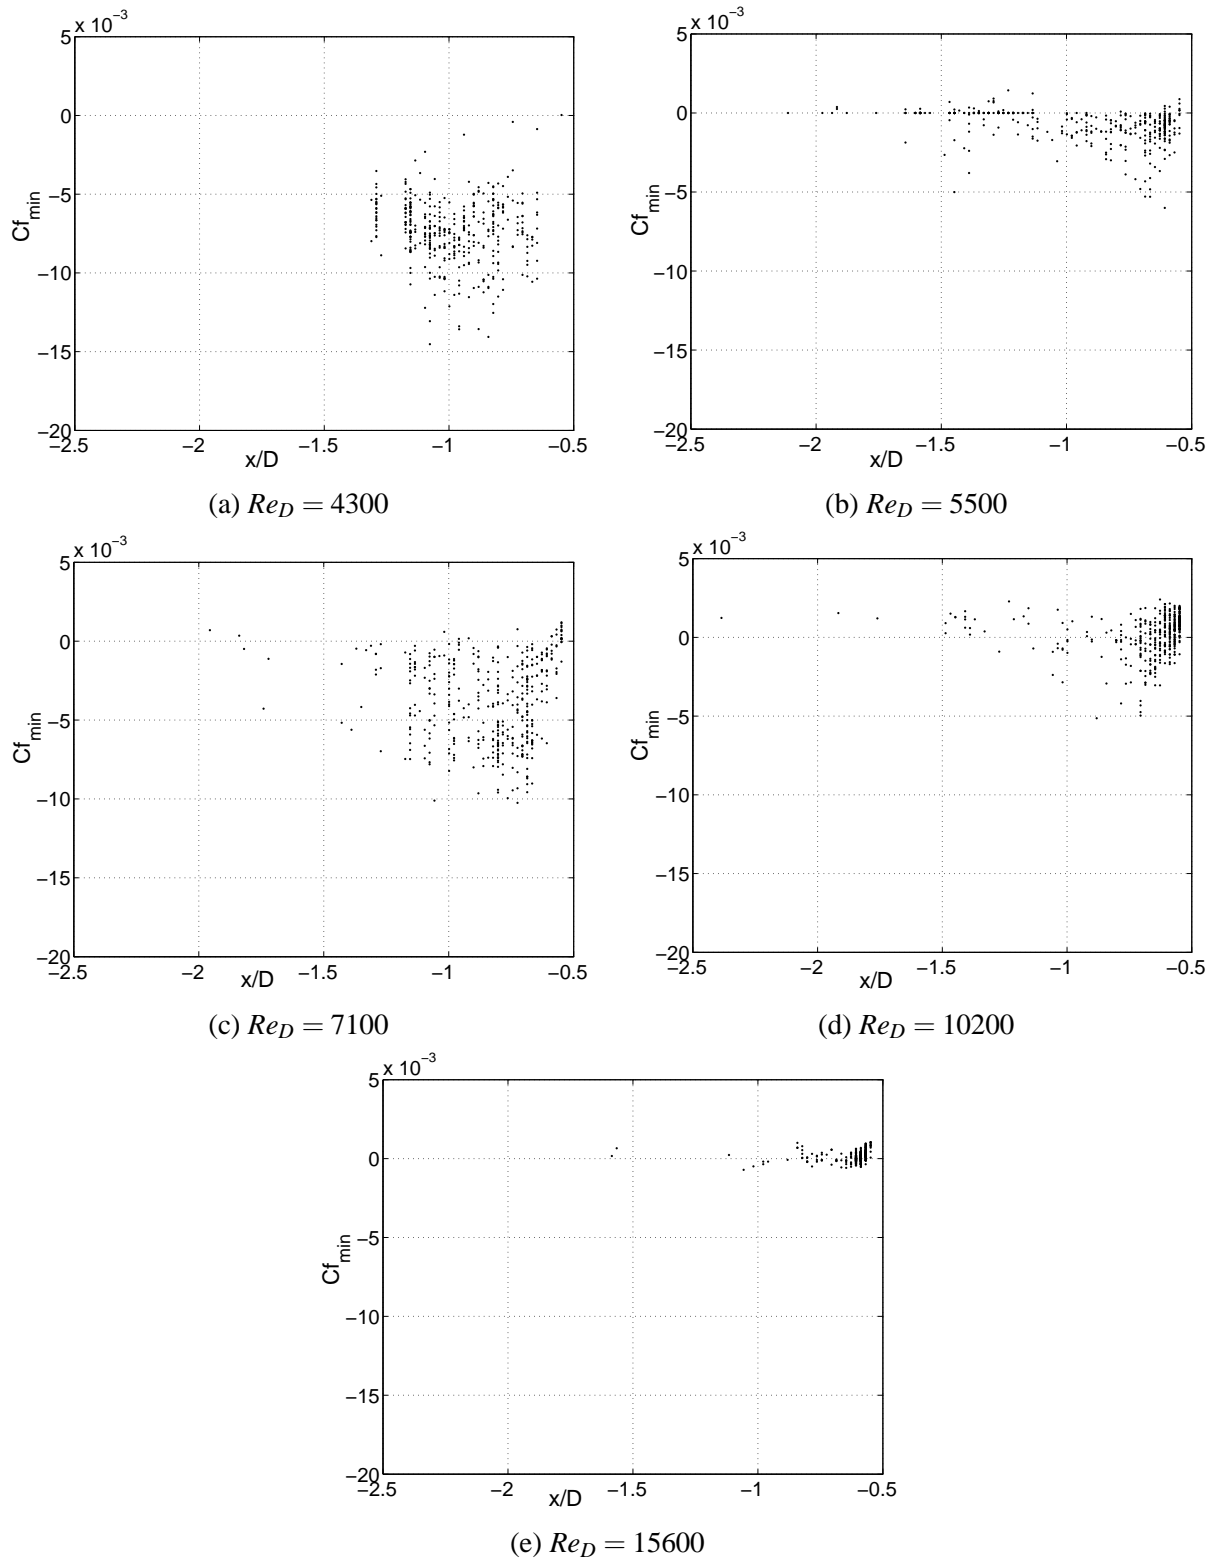 x 10⁻³
5
0
−5
−10
−15
−20
Cf_min
−2.5 −2 −1.5 −1 −0.5
x/D
(a) Re_D = 4300
x 10⁻³
5
0
−5
−10
−15
−20
Cf_min
−2.5 −2 −1.5 −1 −0.5
x/D
(b) Re_D = 5500
x 10⁻³
5
0
−5
−10
−15
−20
Cf_min
−2.5 −2 −1.5 −1 −0.5
x/D
(c) Re_D = 7100
x 10⁻³
5
0
−5
−10
−15
−20
Cf_min
−2.5 −2 −1.5 −1 −0.5
x/D
(d) Re_D = 10200
x 10⁻³
5
0
−5
−10
−15
−20
Cf_min
−2.5 −2 −1.5 −1 −0.5
x/D
(e) Re_D = 15600